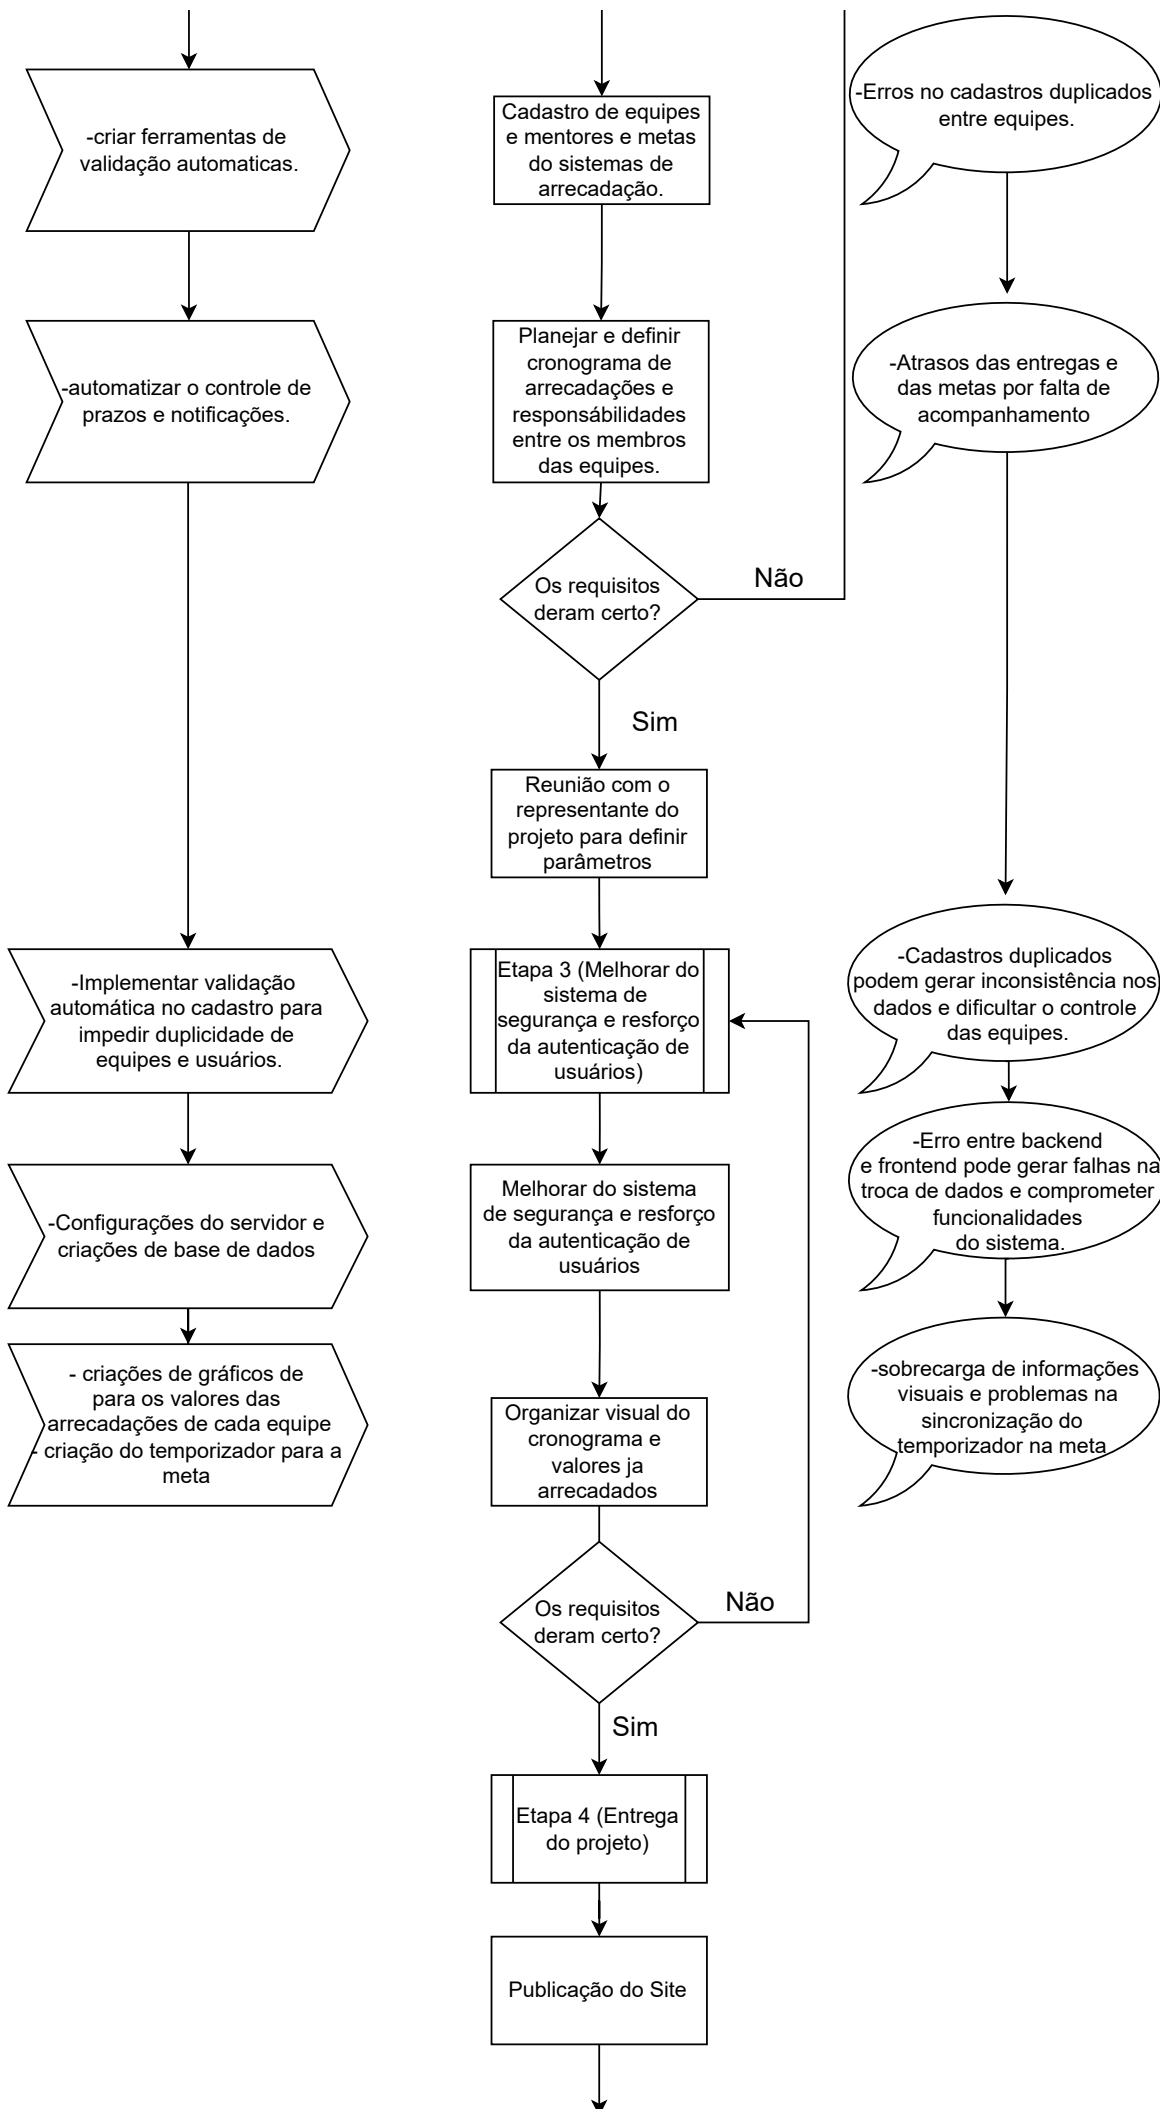 -criar ferramentas de
validação automaticas.
-automatizar o controle de
prazos e notificações.
-Implementar validação
automática no cadastro para
impedir duplicidade de
equipes e usuários.
-Configurações do servidor e
criações de base de dados
- criações de gráficos de
para os valores das
arrecadações de cada equipe
- criação do temporizador para a
meta
Cadastro de equipes
e mentores e metas
do sistemas de
arrecadação.
Planejar e definir
cronograma de
arrecadações e
responsábilidades
entre os membros
das equipes.
Os requisitos
deram certo?
Não
Sim
Reunião com o
representante do
projeto para definir
parâmetros
Etapa 3 (Melhorar do
sistema de
segurança e resforço
da autenticação de
usuários)
Melhorar do sistema
de segurança e resforço
da autenticação de
usuários
Organizar visual do
cronograma e
valores ja
arrecadados
Os requisitos
deram certo?
Não
Sim
Etapa 4 (Entrega
do projeto)
Publicação do Site
-Erros no cadastros duplicados
entre equipes.
-Atrasos das entregas e
das metas por falta de
acompanhamento
-Cadastros duplicados
podem gerar inconsistência nos
dados e dificultar o controle
das equipes.
-Erro entre backend
e frontend pode gerar falhas na
troca de dados e comprometer
funcionalidades
do sistema.
-sobrecarga de informações
visuais e problemas na
sincronização do
temporizador na meta